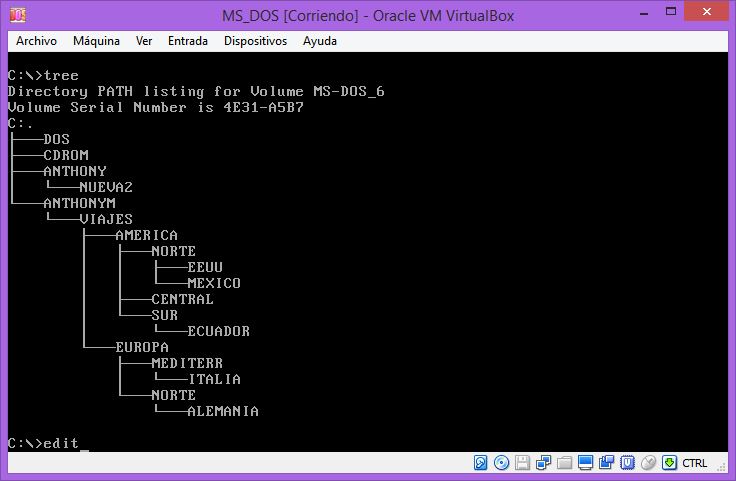 MS_DOS [Corriendo] - Oracle VM VirtualBox
Archivo Máquina Ver Entrada Dispositivos Ayuda
C:\>tree
Directory PATH listing for Volume MS-DOS_6
Volume Serial Number is 4E31-A5B7
C:.
├───DOS
├───CDROM
├───ANTHONY
│   └───NUEVA2
└───ANTHONYM
    └───VIAJES
        ├───AMERICA
        │   ├───NORTE
        │   │   ├───EEUU
        │   │   └───MEXICO
        │   ├───CENTRAL
        │   └───SUR
        │       └───ECUADOR
        └───EUROPA
            ├───MEDITERR
            │   └───ITALIA
            └───NORTE
                └───ALEMANIA
C:\>edit_
CTRL